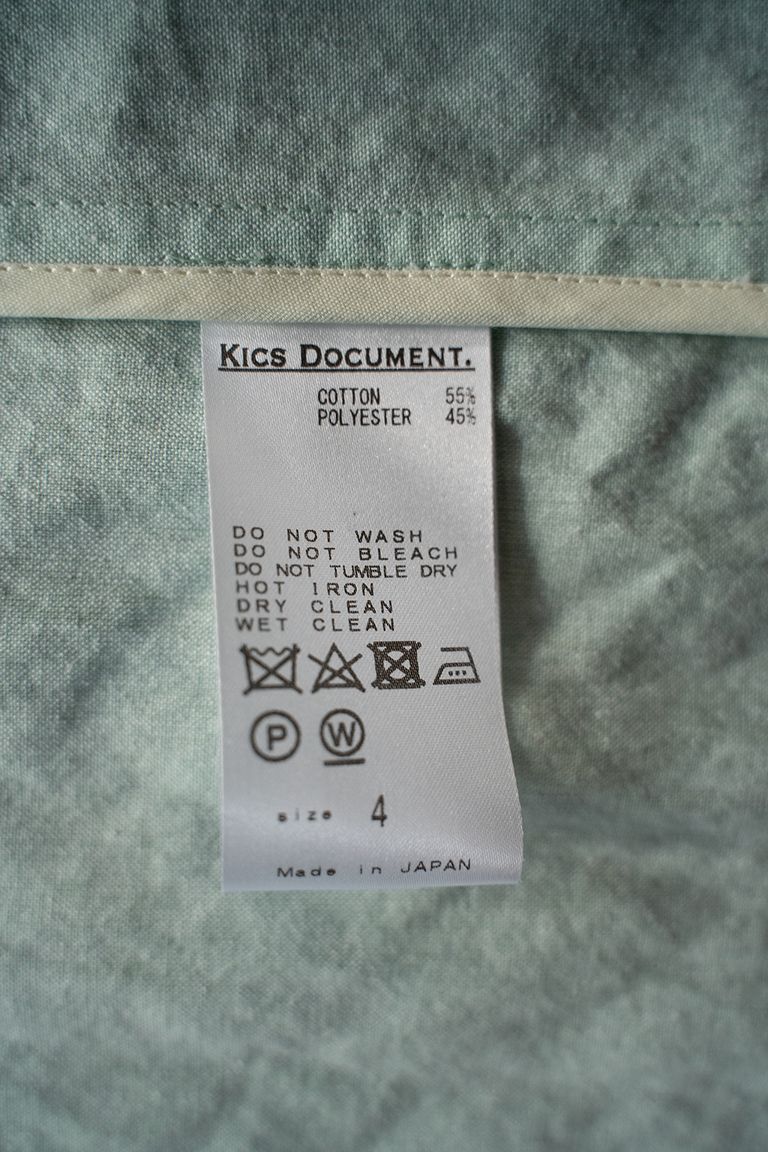 KICS DOCUMENT.
COTTON 55%
POLYESTER 45%
DO NOT WASH
DO NOT BLEACH
DO NOT TUMBLE DRY
HOT IRON
DRY CLEAN
WET CLEAN
P W
size 4
Made in JAPAN